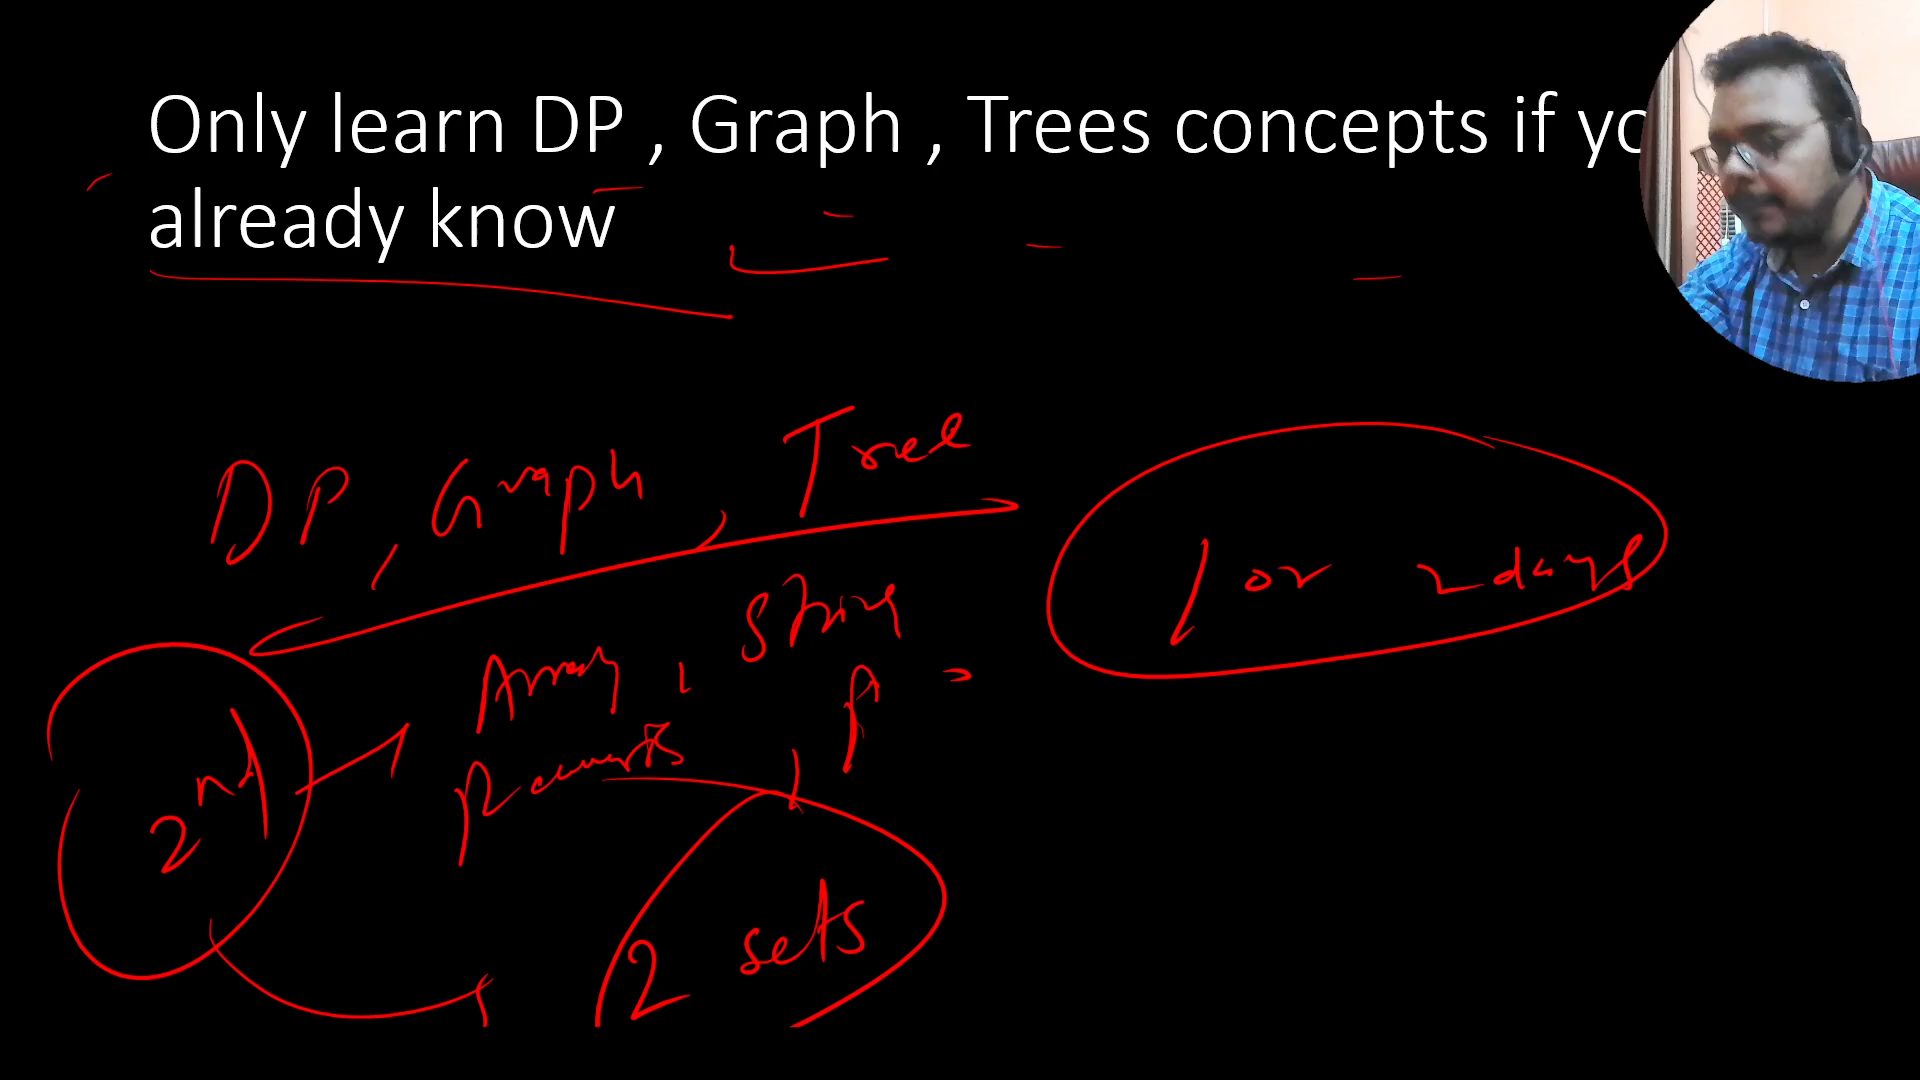 Only learn DP , Graph , Trees concepts if yo
already know
DP, Graph, Tree
1 or 2 days
Array, String
2nd
2 sets